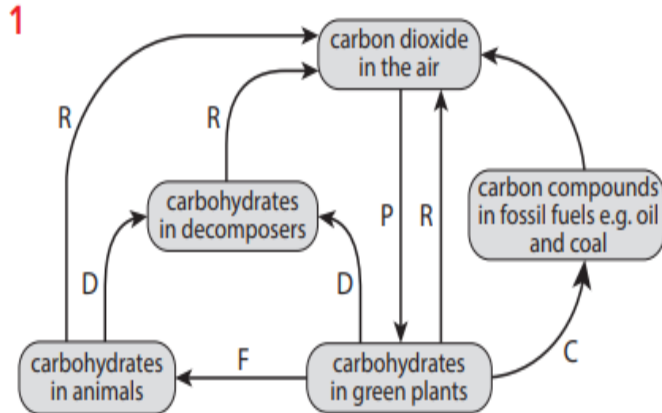 1
carbon dioxide
in the air
R
R
carbohydrates
in decomposers
P
R
carbon compounds
in fossil fuels e.g. oil
and coal
D
D
carbohydrates
in animals
F
carbohydrates
in green plants
C